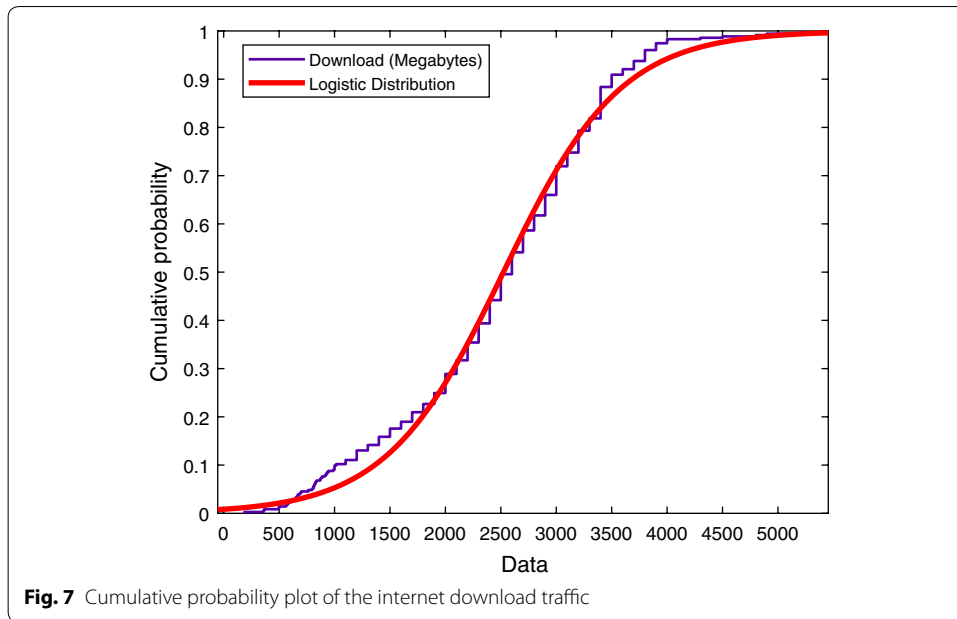 1
0.9
0.8
0.7
0.6
0.5
0.4
0.3
0.2
0.1
0
Cumulative probability
Download (Megabytes)
Logistic Distribution
0 500 1000 1500 2000 2500 3000 3500 4000 4500 5000
Data
Fig. 7 Cumulative probability plot of the internet download traffic